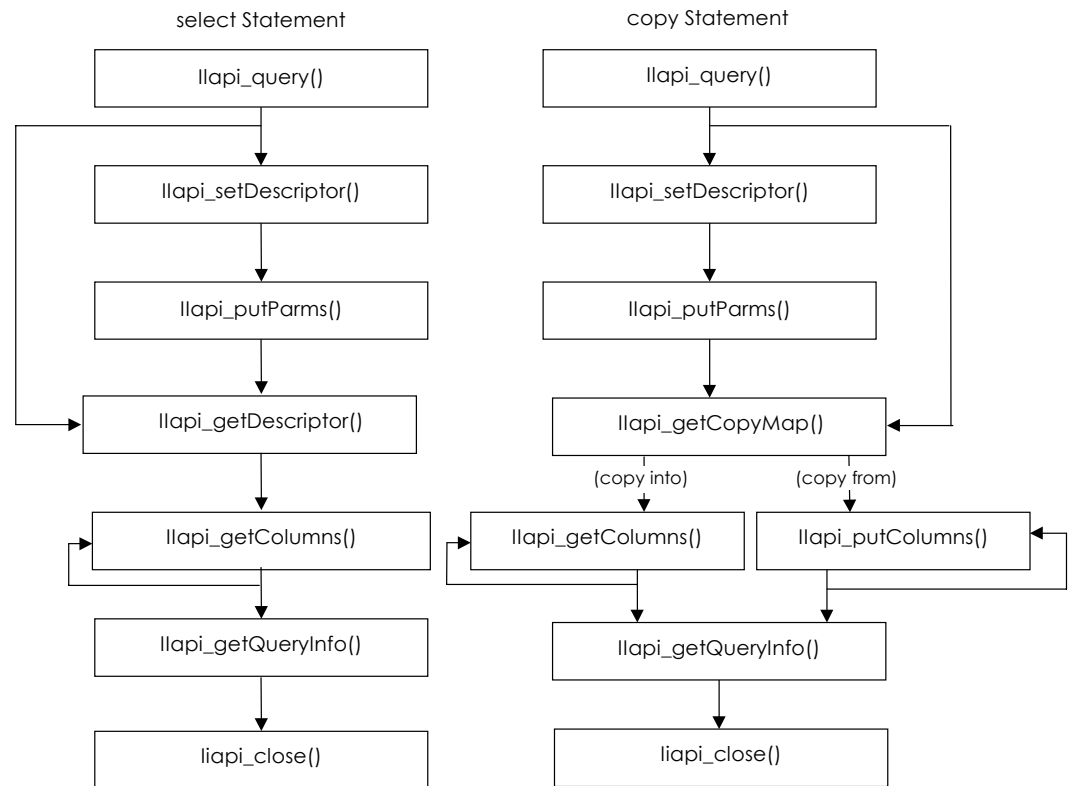 select Statement
IIapi_query()
IIapi_setDescriptor()
IIapi_putParms()
IIapi_getDescriptor()
IIapi_getColumns()
IIapi_getQueryInfo()
Iiapi_close()
copy Statement
IIapi_query()
IIapi_setDescriptor()
IIapi_putParms()
IIapi_getCopyMap()
(copy into)
(copy from)
IIapi_getColumns()
IIapi_putColumns()
IIapi_getQueryInfo()
Iiapi_close()